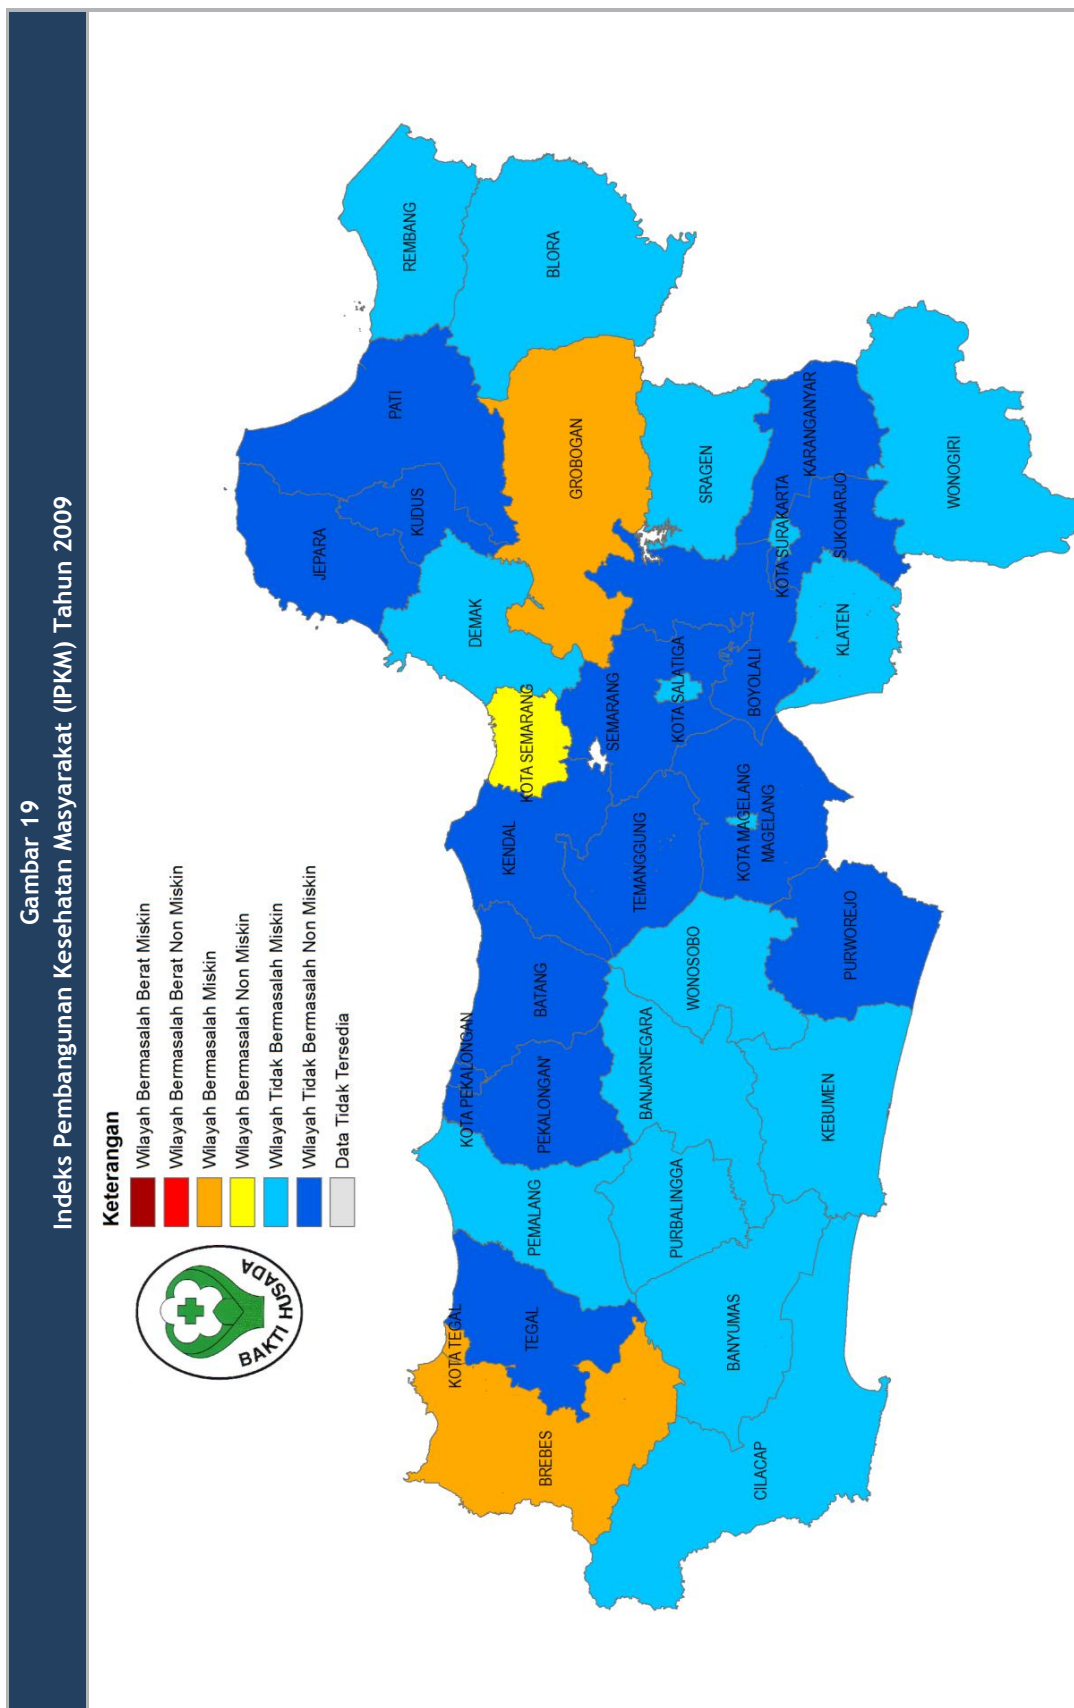 Gambar 19
Indeks Pembangunan Kesehatan Masyarakat (IPKM) Tahun 2009
BAKTI HUSADA
Keterangan
Wilayah Bermasalah Berat Miskin
Wilayah Bermasalah Berat Non Miskin
Wilayah Bermasalah Miskin
Wilayah Bermasalah Non Miskin
Wilayah Tidak Bermasalah Miskin
Wilayah Tidak Bermasalah Non Miskin
Data Tidak Tersedia
JEPARA
PATI
REMBANG
KUDUS
KOTA TEGAL
KOTA PEKALONGAN
DEMAK
KENDAL
KOTA SEMARANG
TEGAL
PEMALANG
BREBES
PEKALONGAN'
BATANG
BLORA
GROBOGAN
SEMARANG
TEMANGGUNG
BANJARNEGARA
PURBALINGGA
KOTA SALATIGA
WONOSOBO
SRAGEN
BANYUMAS
KOTA MAGELANG
MAGELANG
BOYOLALI
CILACAP
KOTA SURAKARTA
KARANGANYAR
KEBUMEN
PURWOREJO
KLATEN
SUKOHARJO
WONOGIRI